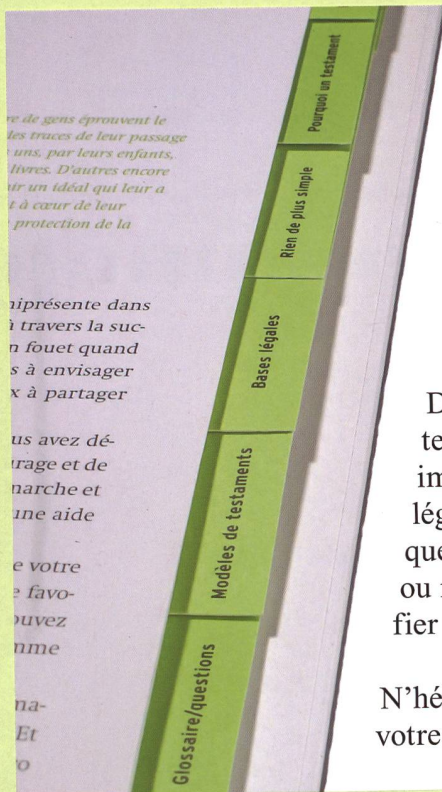 re de gens éprouvent le
des traces de leur passage
uns, par leurs enfants,
livres. D'autres encore
ir un idéal qui leur a
t à cœur de leur
protection de la
niprésente dans
à travers la suc-
n fouet quand
s à envisager
x à partager
us avez dé-
urage et de
marche et
une aide
e votre
e favo-
ouvez
mme
ma-
Et
Pourquoi un testament
Rien de plus simple
Bases légales
Modèles de testaments
Glossaire/questions
D
te
im
lég
que
ou
fier
N'hé
votre